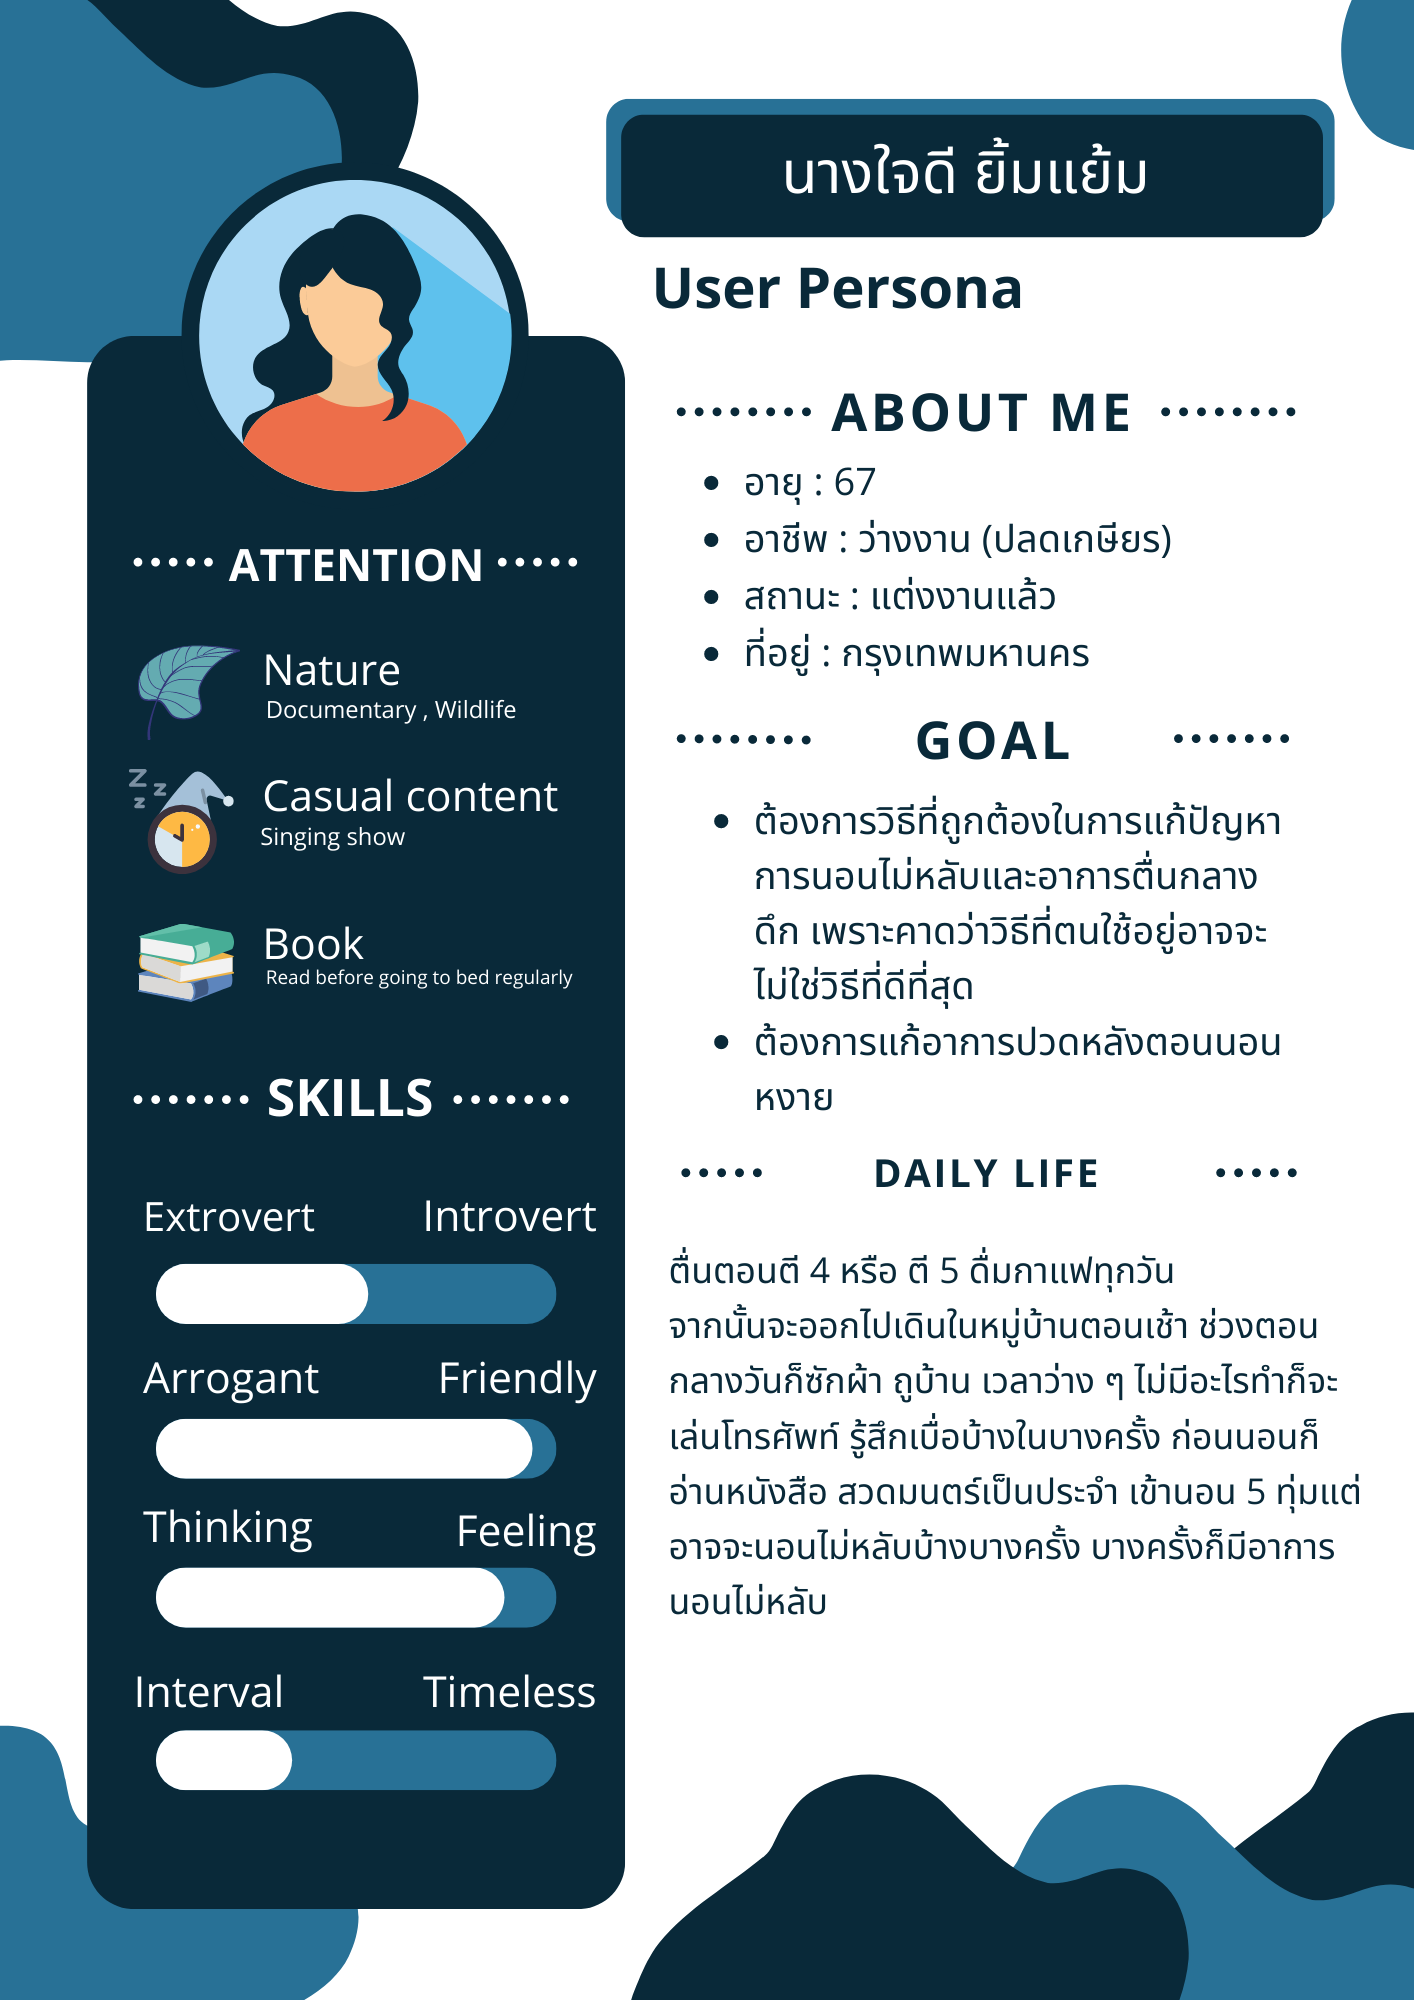 นางใจดี ยิ้มแย้ม
User Persona
ATTENTION
Nature
Documentary , Wildlife
Casual content
Singing show
Book
Read before going to bed regularly
SKILLS
Extrovert Introvert
Arrogant Friendly
Thinking Feeling
Interval Timeless
ABOUT ME
อายุ : 67
อาชีพ : ว่างงาน (ปลดเกษียร)
สถานะ : แต่งงานแล้ว
ที่อยู่ : กรุงเทพมหานคร
GOAL
ต้องการวิธีที่ถูกต้องในการแก้ปัญหา
การนอนไม่หลับและอาการตื่นกลาง
ดึก เพราะคาดว่าวิธีที่ตนใช้อยู่อาจจะ
ไม่ใช่วิธีที่ดีที่สุด
ต้องการแก้อาการปวดหลังตอนนอน
หงาย
DAILY LIFE
ตื่นตอนตี 4 หรือ ตี 5 ดื่มกาแฟทุกวัน
จากนั้นจะออกไปเดินในหมู่บ้านตอนเช้า ช่วงตอน
กลางวันก็ซักผ้า ถูบ้าน เวลาว่าง ๆ ไม่มีอะไรทำก็จะ
เล่นโทรศัพท์ รู้สึกเบื่อบ้างในบางครั้ง ก่อนนอนก็
อ่านหนังสือ สวดมนตร์เป็นประจำ เข้านอน 5 ทุ่มแต่
อาจจะนอนไม่หลับบ้างบางครั้ง บางครั้งก็มีอาการ
นอนไม่หลับ